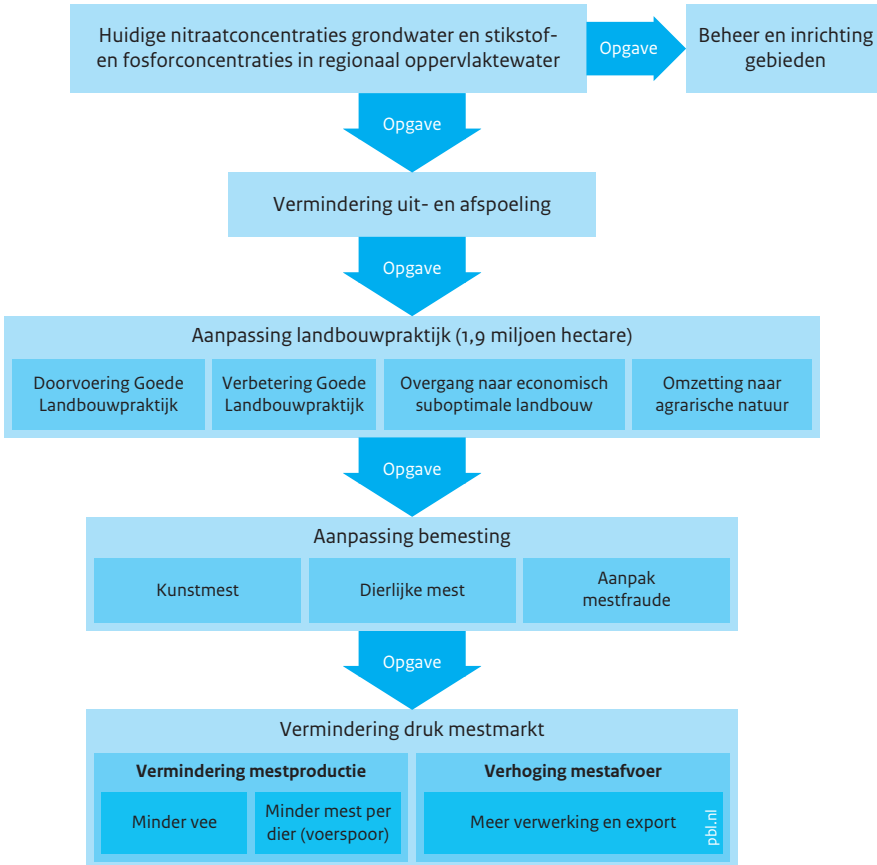 Huidige nitraatconcentraties grondwater en stikstof-
en fosforconcentraties in regionaal oppervlaktewater
Opgave
Beheer en inrichting
gebieden
Opgave
Vermindering uit- en afspoeling
Opgave
Aanpassing landbouwpraktijk (1,9 miljoen hectare)
Doorvoering Goede
Landbouwpraktijk
Verbetering Goede
Landbouwpraktijk
Overgang naar economisch
suboptimale landbouw
Omzetting naar
agrarische natuur
Opgave
Aanpassing bemesting
Kunstmest
Dierlijke mest
Aanpak
mestfraude
Opgave
Vermindering druk mestmarkt
Vermindering mestproductie
Minder vee
Minder mest per
dier (voerspoor)
Verhoging mestafvoer
Meer verwerking en export
pbl.nl